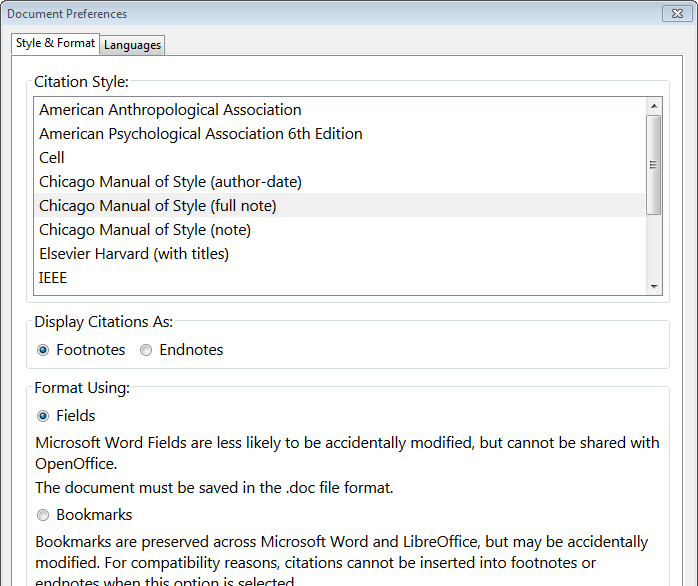 Document Preferences
Style & Format
Languages
Citation Style:
American Anthropological Association
American Psychological Association 6th Edition
Cell
Chicago Manual of Style (author-date)
Chicago Manual of Style (full note)
Chicago Manual of Style (note)
Elsevier Harvard (with titles)
IEEE
Display Citations As:
Footnotes Endnotes
Format Using:
Fields
Microsoft Word Fields are less likely to be accidentally modified, but cannot be shared with
OpenOffice.
The document must be saved in the .doc file format.
Bookmarks
Bookmarks are preserved across Microsoft Word and LibreOffice, but may be accidentally
modified. For compatibility reasons, citations cannot be inserted into footnotes or
endnotes when this option is selected.